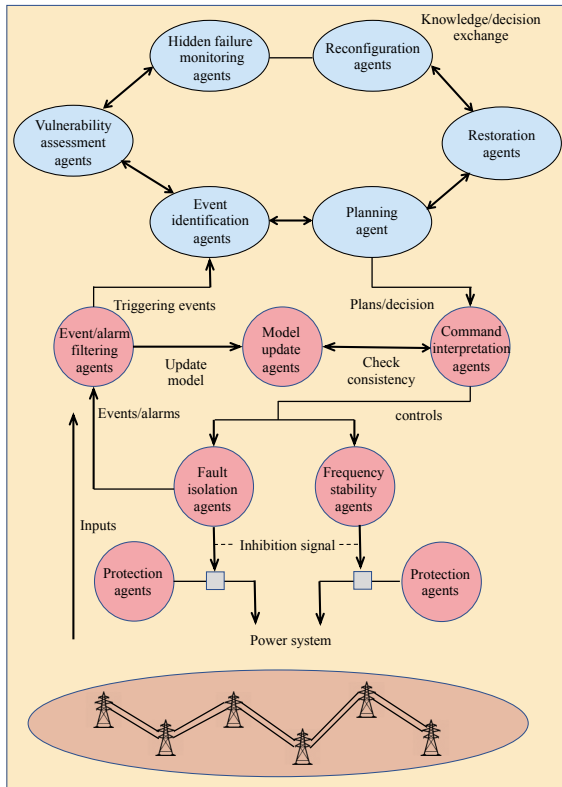 Knowledge/decision
exchange
Hidden failure
monitoring
agents
Reconfiguration
agents
Vulnerability
assessment
agents
Restoration
agents
Event
identification
agents
Planning
agent
Triggering events
Plans/decision
Event/alarm
filtering
agents
Model
update
agents
Command
interpretation
agents
Update
model
Check
consistency
Events/alarms
controls
Fault
isolation
agents
Frequency
stability
agents
Inputs
Inhibition signal
Protection
agents
Protection
agents
Power system